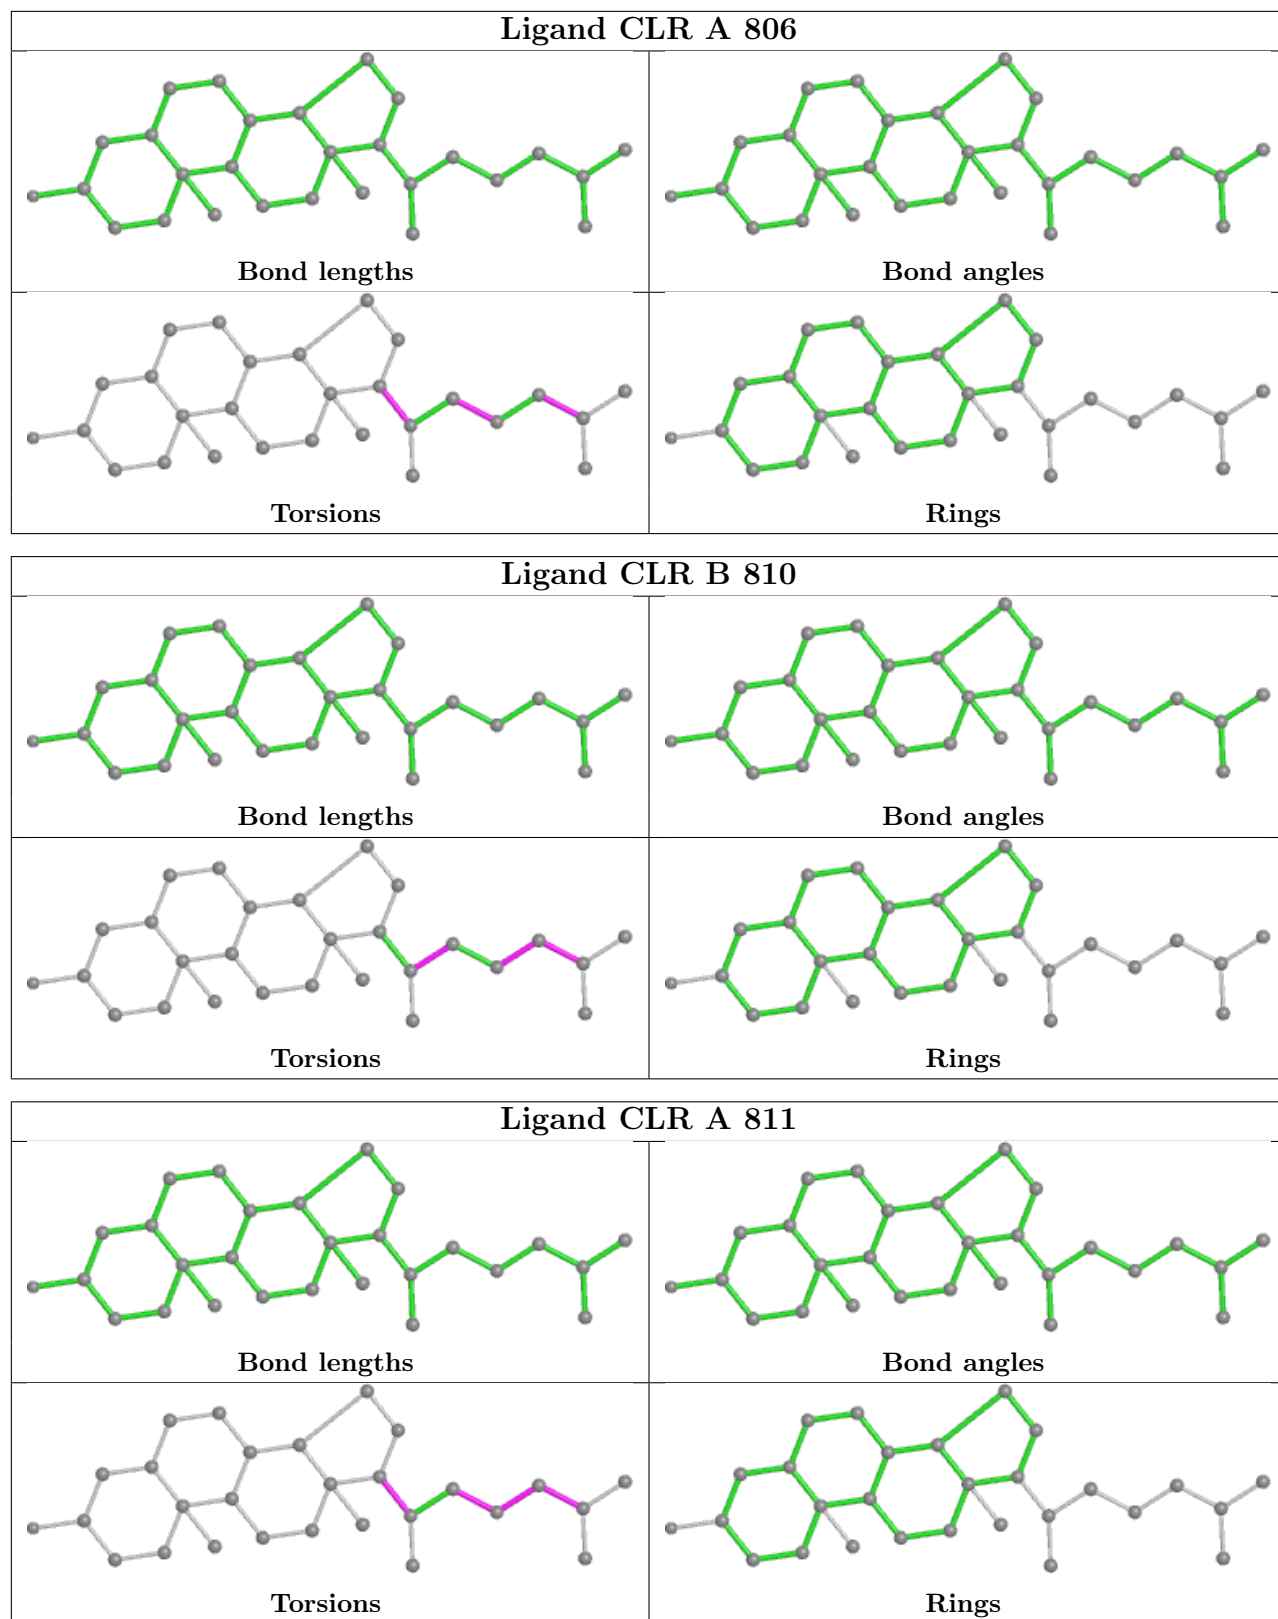 Ligand CLR A 806
Bond lengths
Bond angles
Torsions
Rings
Ligand CLR B 810
Bond lengths
Bond angles
Torsions
Rings
Ligand CLR A 811
Bond lengths
Bond angles
Torsions
Rings